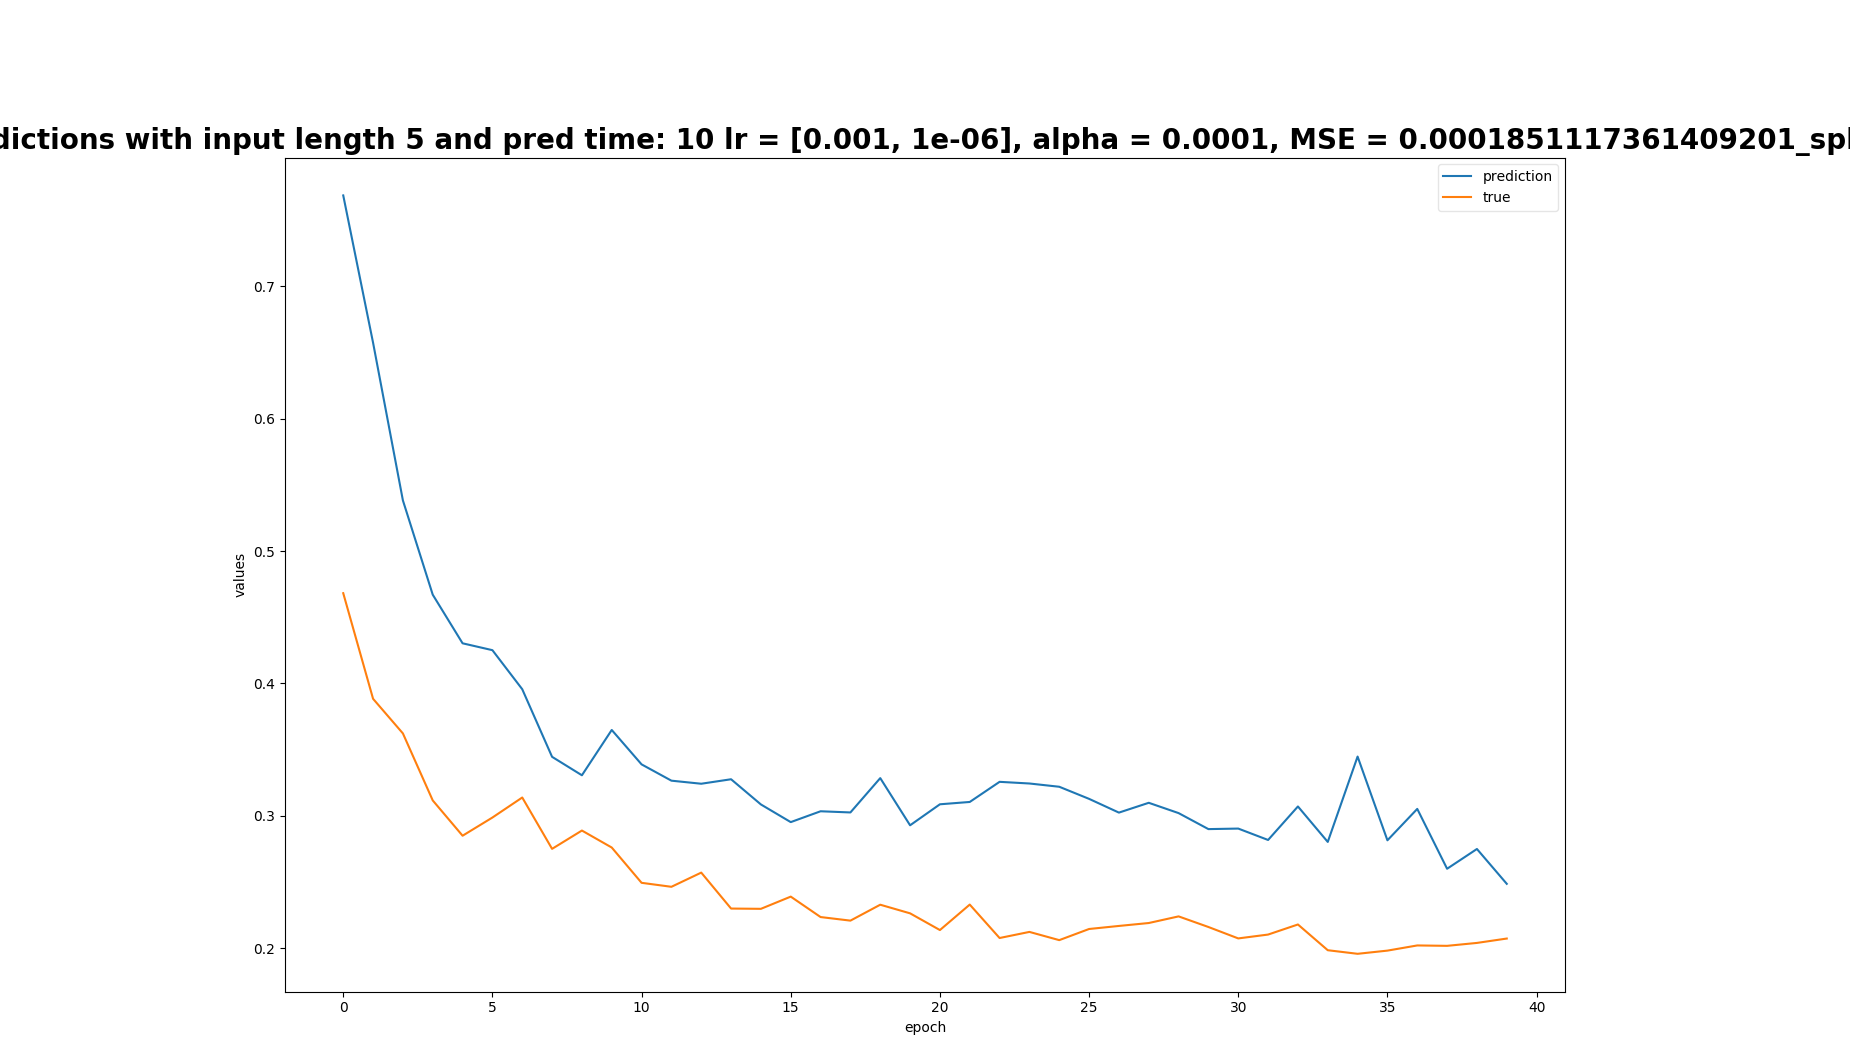 dictions with input length 5 and pred time: 10 lr = [0.001, 1e-06], alpha = 0.0001, MSE = 0.0001851117361409201_spl
prediction
true
0.7
0.6
0.5
0.4
0.3
0.2
values
0 5 10 15 20 25 30 35 40
epoch